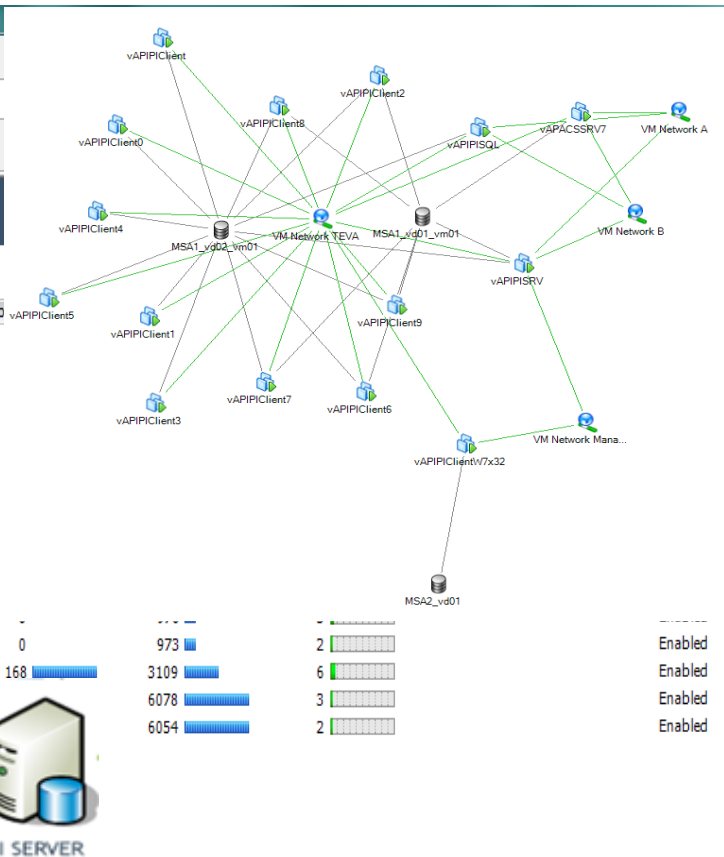 vAPIPIClient
vAPIPIClient2
vAPIPIClient8
vAPACSSRV7
VM Network A
vAPIPIClient0
vAPIPISQL
vAPIPIClient4
VM Network TEVA
MSA1_vd01_vm01
VM Network B
MSA1_vd02_vm01
vAPIPISRV
vAPIPIClient5
vAPIPIClient1
vAPIPIClient9
vAPIPIClient7
vAPIPIClient6
vAPIPIClient3
VM Network Mana...
vAPIPIClientW7x32
MSA2_vd01
0 973 2 Enabled
168 3109 6 Enabled
6078 3 Enabled
6054 2 Enabled
I SERVER